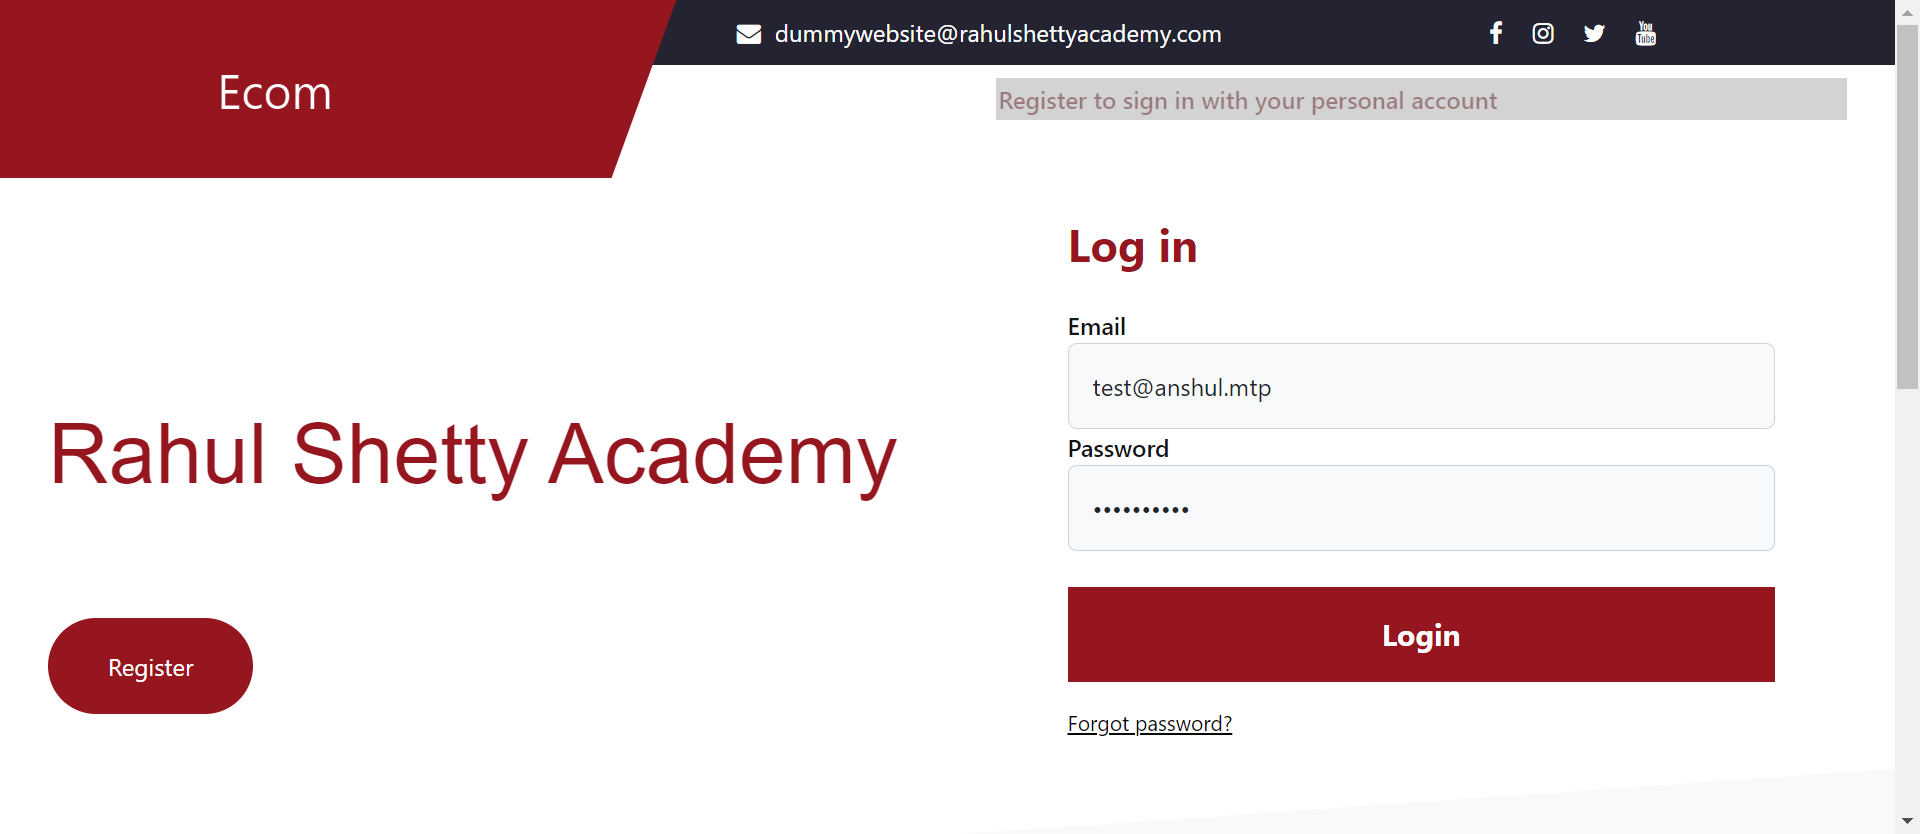 dummywebsite@rahulshettyacademy.com
You
Tube
Ecom
Register to sign in with your personal account
Log in
Email
test@anshul.mtp
Password
••••••••••
Rahul Shetty Academy
Login
Register
Forgot password?